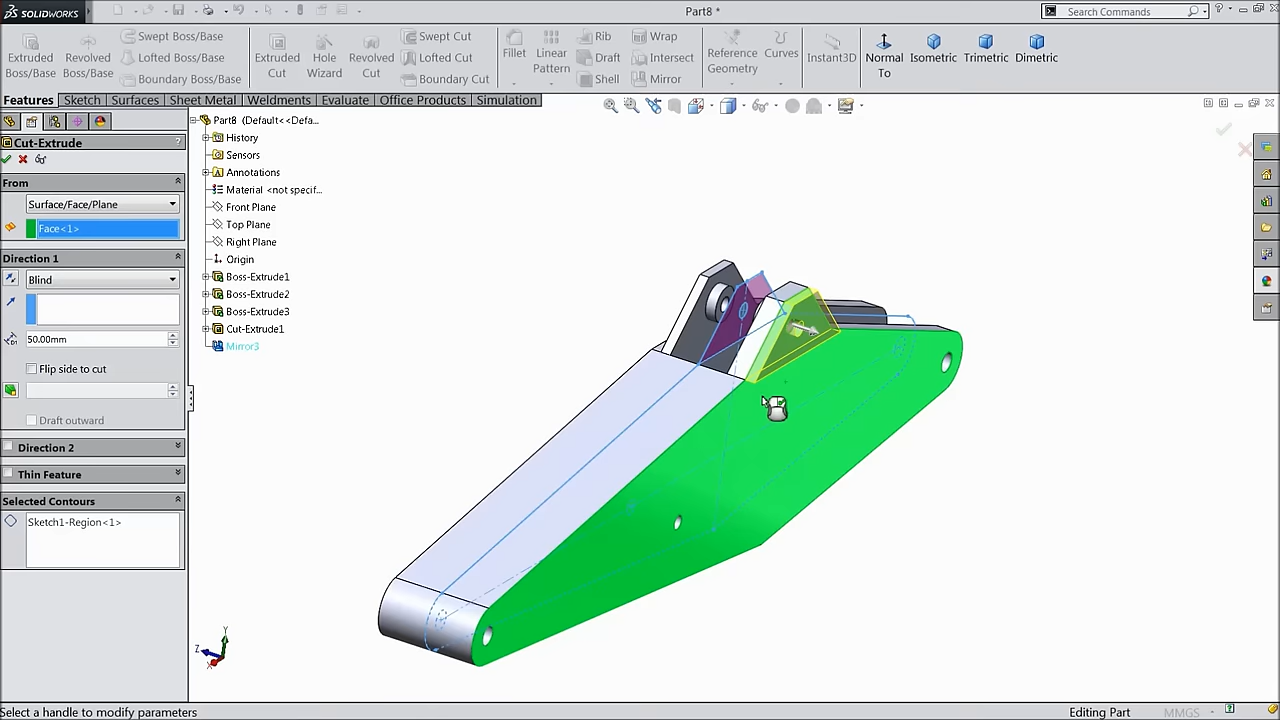 SOLIDWORKS
Part8 *
Search Commands
Extruded Boss/Base
Revolved Boss/Base
Swept Boss/Base
Lofted Boss/Base
Boundary Boss/Base
Extruded Cut
Hole Wizard
Revolved Cut
Swept Cut
Lofted Cut
Boundary Cut
Fillet
Linear Pattern
Rib
Draft
Shell
Wrap
Intersect
Mirror
Reference Geometry
Curves
Instant3D
Normal To
Isometric
Trimetric
Dimetric
Features Sketch Surfaces Sheet Metal Weldments Evaluate Office Products Simulation
Cut-Extrude
?
From
Surface/Face/Plane
Face<1>
Direction 1
Blind
50.00mm
Flip side to cut
Draft outward
Direction 2
Thin Feature
Selected Contours
Sketch1-Region<1>
Part8 (Default<<Defa...
History
Sensors
Annotations
Material <not specif...
Front Plane
Top Plane
Right Plane
Origin
Boss-Extrude1
Boss-Extrude2
Boss-Extrude3
Cut-Extrude1
Mirror3
Y
Z
X
Select a handle to modify parameters
Editing Part
MMGS